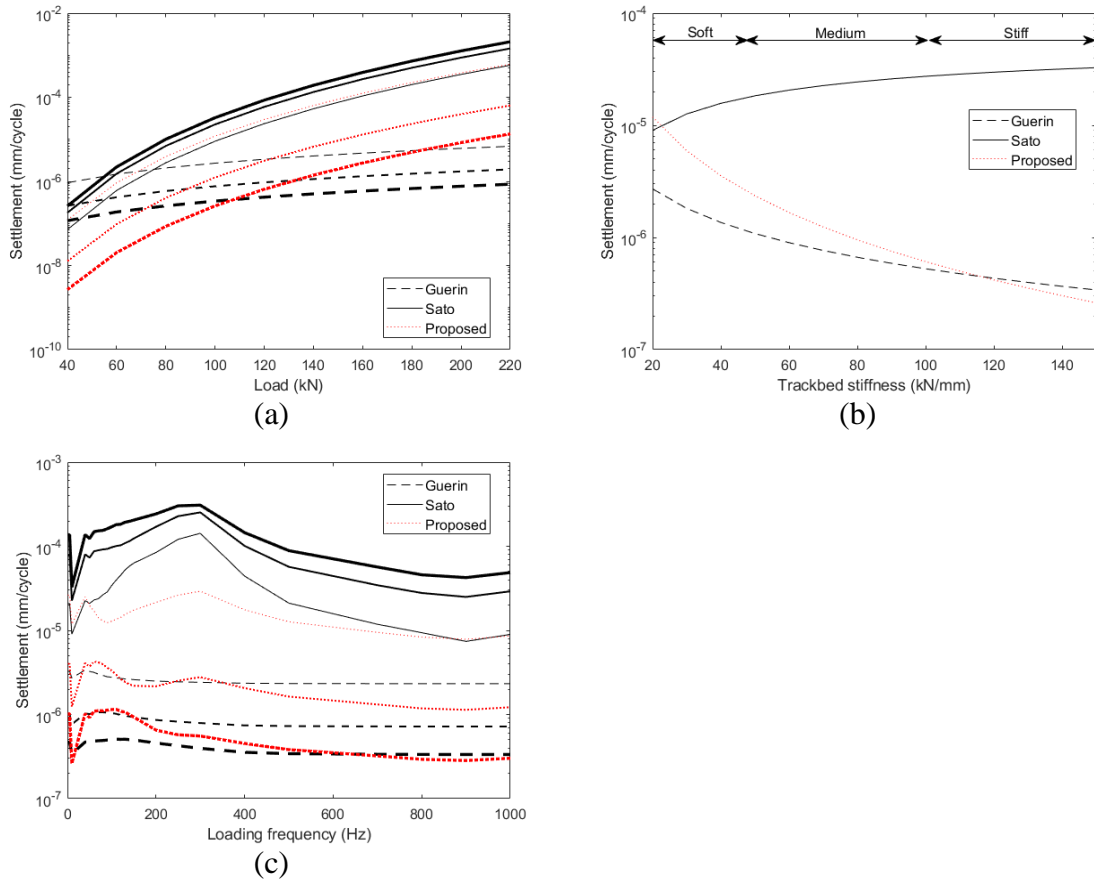 10^-2
10^-4
10^-6
10^-8
10^-10
Settlement (mm/cycle)
Guerin
Sato
Proposed
40 60 80 100 120 140 160 180 200 220
Load (kN)
(a)
10^-4
10^-5
10^-6
10^-7
Settlement (mm/cycle)
Soft Medium Stiff
Guerin
Sato
Proposed
20 40 60 80 100 120 140
Trackbed stiffness (kN/mm)
(b)
10^-3
10^-4
10^-5
10^-6
10^-7
Settlement (mm/cycle)
Guerin
Sato
Proposed
0 200 400 600 800 1000
Loading frequency (Hz)
(c)